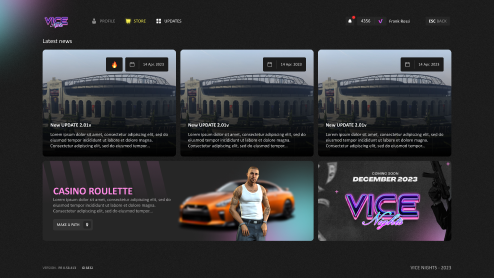 VICE
Nights
PROFILE
STORE
UPDATES
4350
Frank Rossi
ESC BACK
Latest news
14 Apr. 2023
14 Apr. 2023
14 Apr. 2023
New UPDATE 2.01v
Lorem ipsum dolor sit amet, consectetur adipiscing elit, sed do
eiusmod tempor incididunt ut labore et dolore magna.
Consectetur adipiscing elit, sed do eiusmod tempor...
New UPDATE 2.01v
Lorem ipsum dolor sit amet, consectetur adipiscing elit, sed do
eiusmod tempor incididunt ut labore et dolore magna.
Consectetur adipiscing elit, sed do eiusmod tempor...
New UPDATE 2.01v
Lorem ipsum dolor sit amet, consectetur adipiscing elit, sed do
eiusmod tempor incididunt ut labore et dolore magna.
Consectetur adipiscing elit, sed do eiusmod tempor...
CASINO ROULETTE
Lorem ipsum dolor sit amet, consectetur adipiscing elit, sed do
eiusmod tempor incididunt ut labore et dolore magna.
Consectetur adipiscing elit, sed do eiusmod tempor...
MAKE A PATH
COMING SOON
DECEMBER 2023
VICE
Nights
VERSION
VICE NIGHTS - 2023